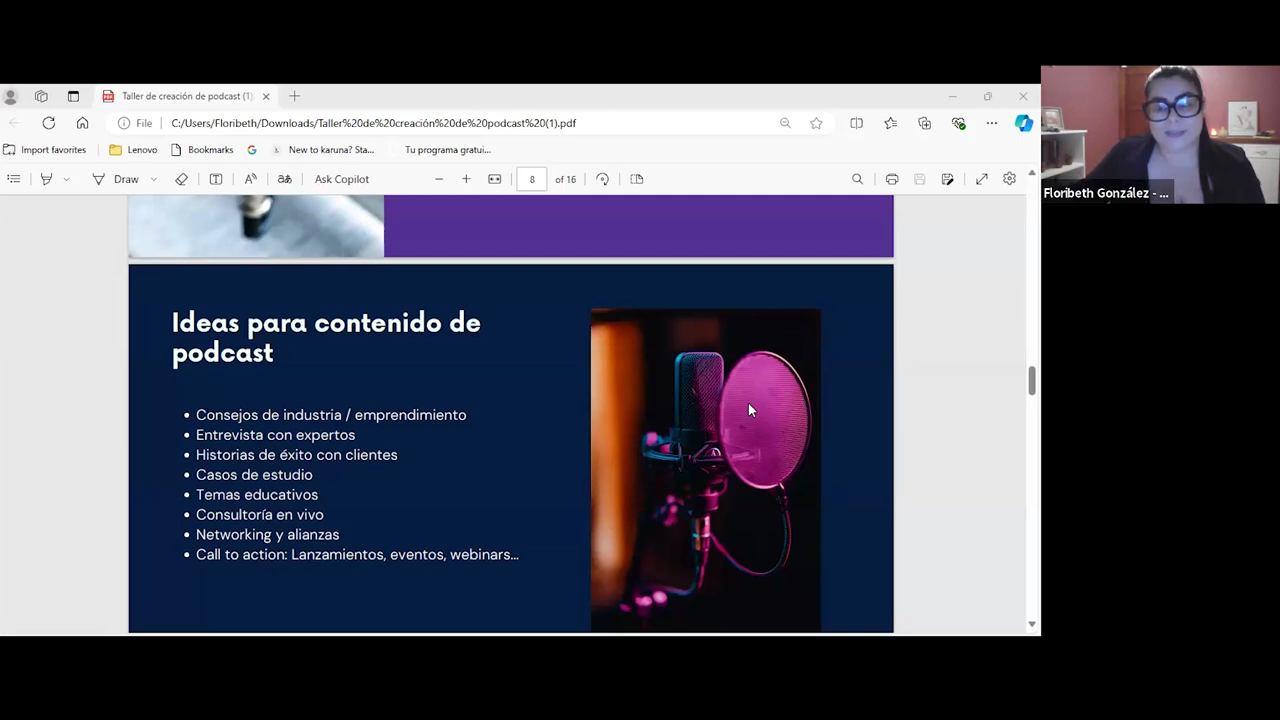 Taller de creación de podcast (1).
File
C:/Users/Floribeth/Downloads/Taller%20de%20creación%20de%20podcast%20(1).pdf
Import favorites
Lenovo
Bookmarks
New to karuna? Sta...
Tu programa gratui...
Draw
Ask Copilot
8 of 16
Floribeth González - ...
Ideas para contenido de
podcast
• Consejos de industria / emprendimiento
• Entrevista con expertos
• Historias de éxito con clientes
• Casos de estudio
• Temas educativos
• Consultoría en vivo
• Networking y alianzas
• Call to action: Lanzamientos, eventos, webinars...